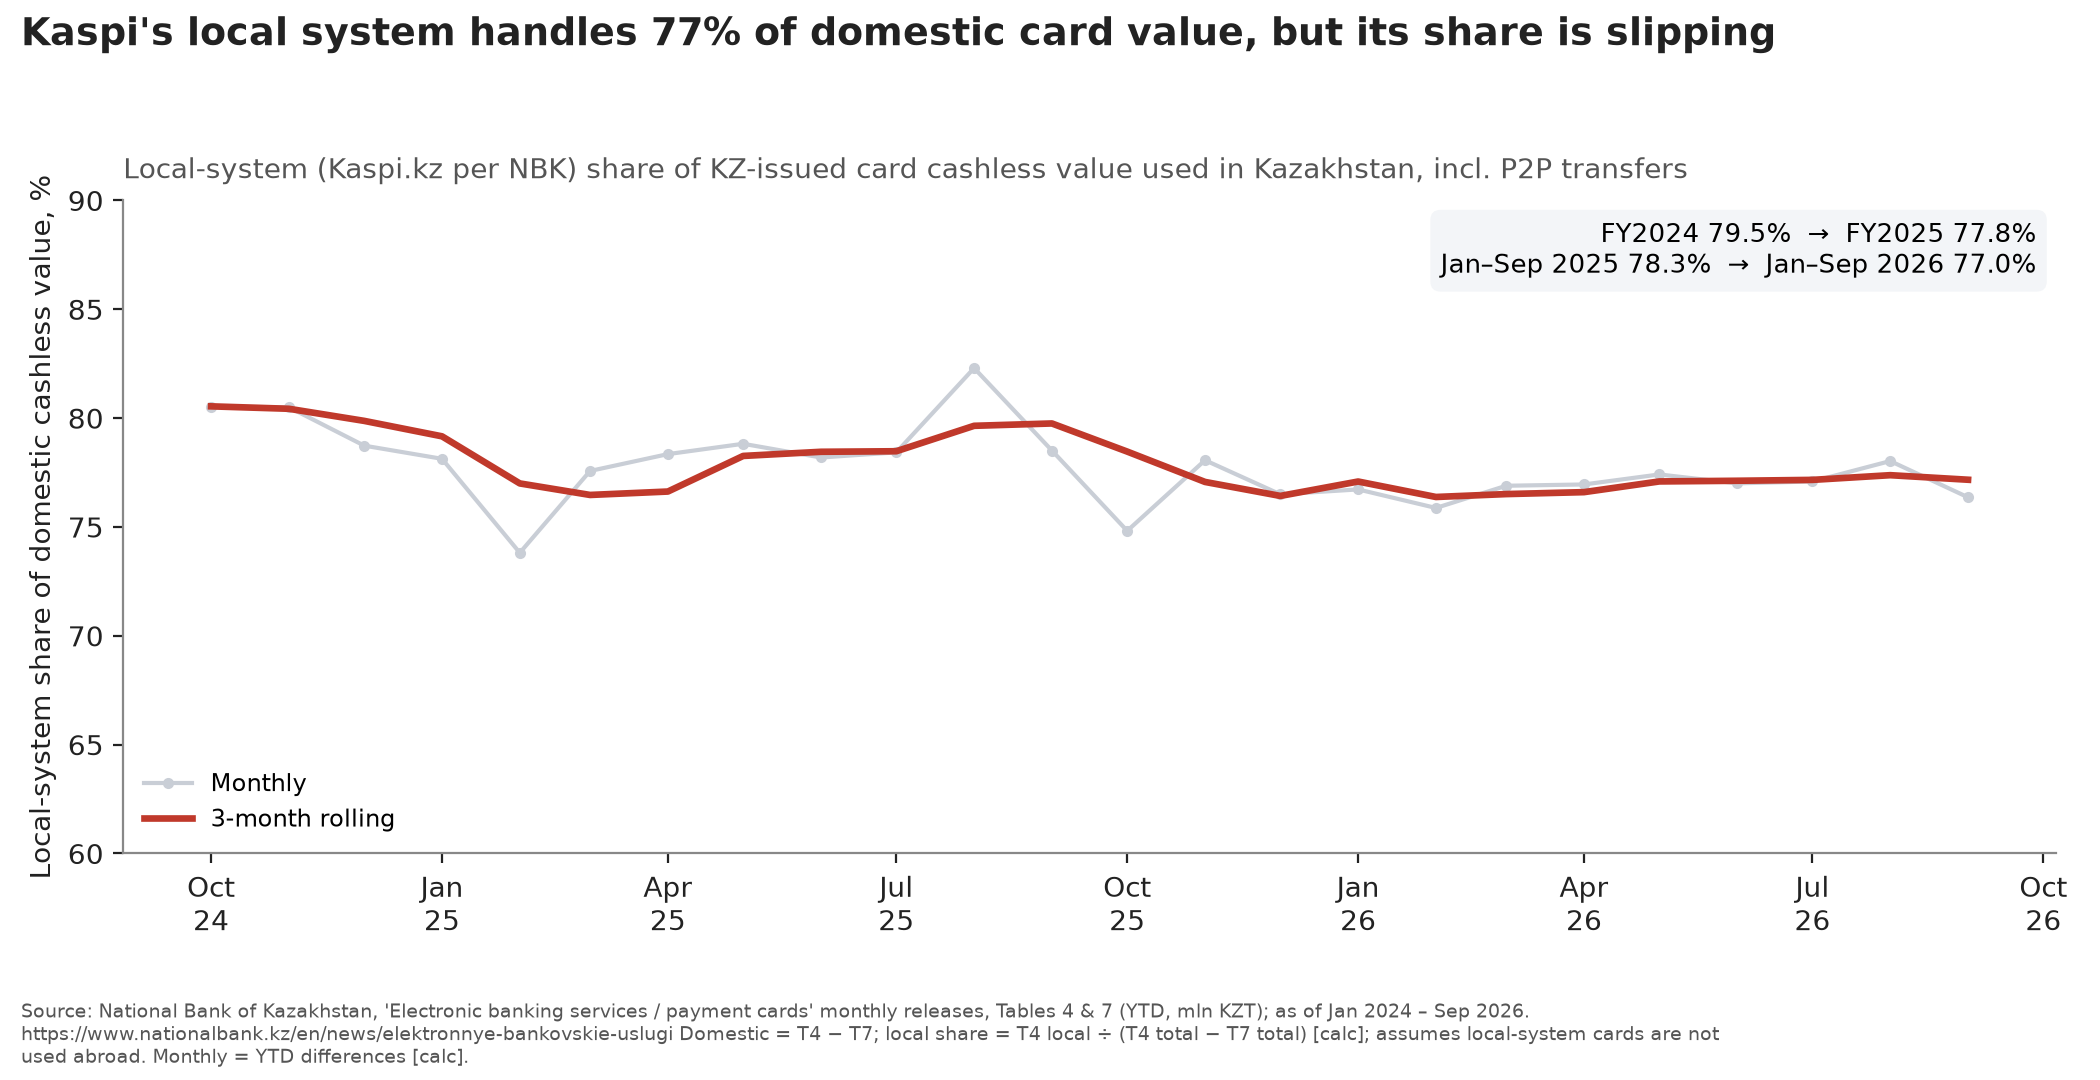 Kaspi's local system handles 77% of domestic card value, but its share is slipping
Local-system (Kaspi.kz per NBK) share of KZ-issued card cashless value used in Kazakhstan, incl. P2P transfers
Local-system share of domestic cashless value, %
90
85
80
75
70
65
60
FY2024 79.5% → FY2025 77.8%
Jan–Sep 2025 78.3% → Jan–Sep 2026 77.0%
Monthly
3-month rolling
Oct
24
Jan
25
Apr
25
Jul
25
Oct
25
Jan
26
Apr
26
Jul
26
Oct
26
Source: National Bank of Kazakhstan, 'Electronic banking services / payment cards' monthly releases, Tables 4 & 7 (YTD, mln KZT); as of Jan 2024 – Sep 2026.
https://www.nationalbank.kz/en/news/elektronnye-bankovskie-uslugi Domestic = T4 − T7; local share = T4 local ÷ (T4 total − T7 total) [calc]; assumes local-system cards are not
used abroad. Monthly = YTD differences [calc].